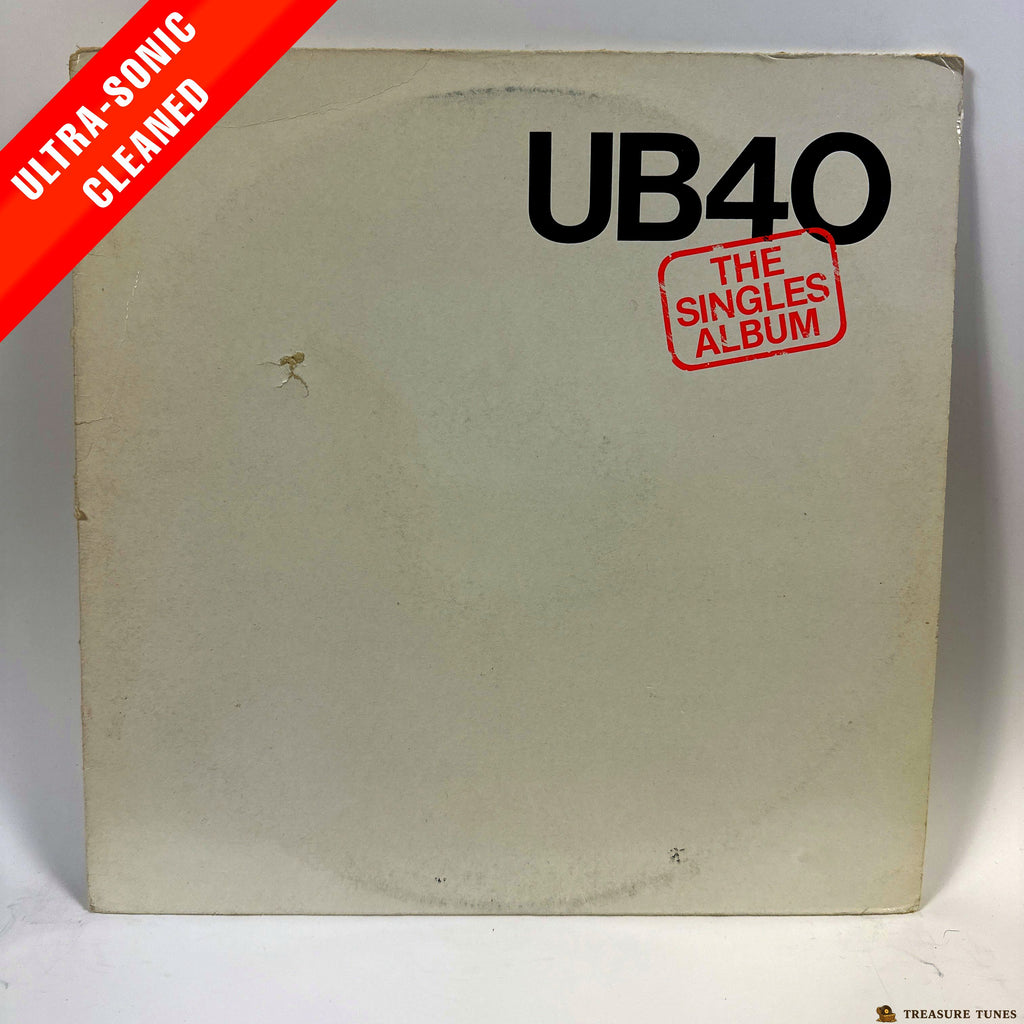 ULTRA-SONIC
CLEANED
UB40
THE
SINGLES
ALBUM
TREASURE TUNES